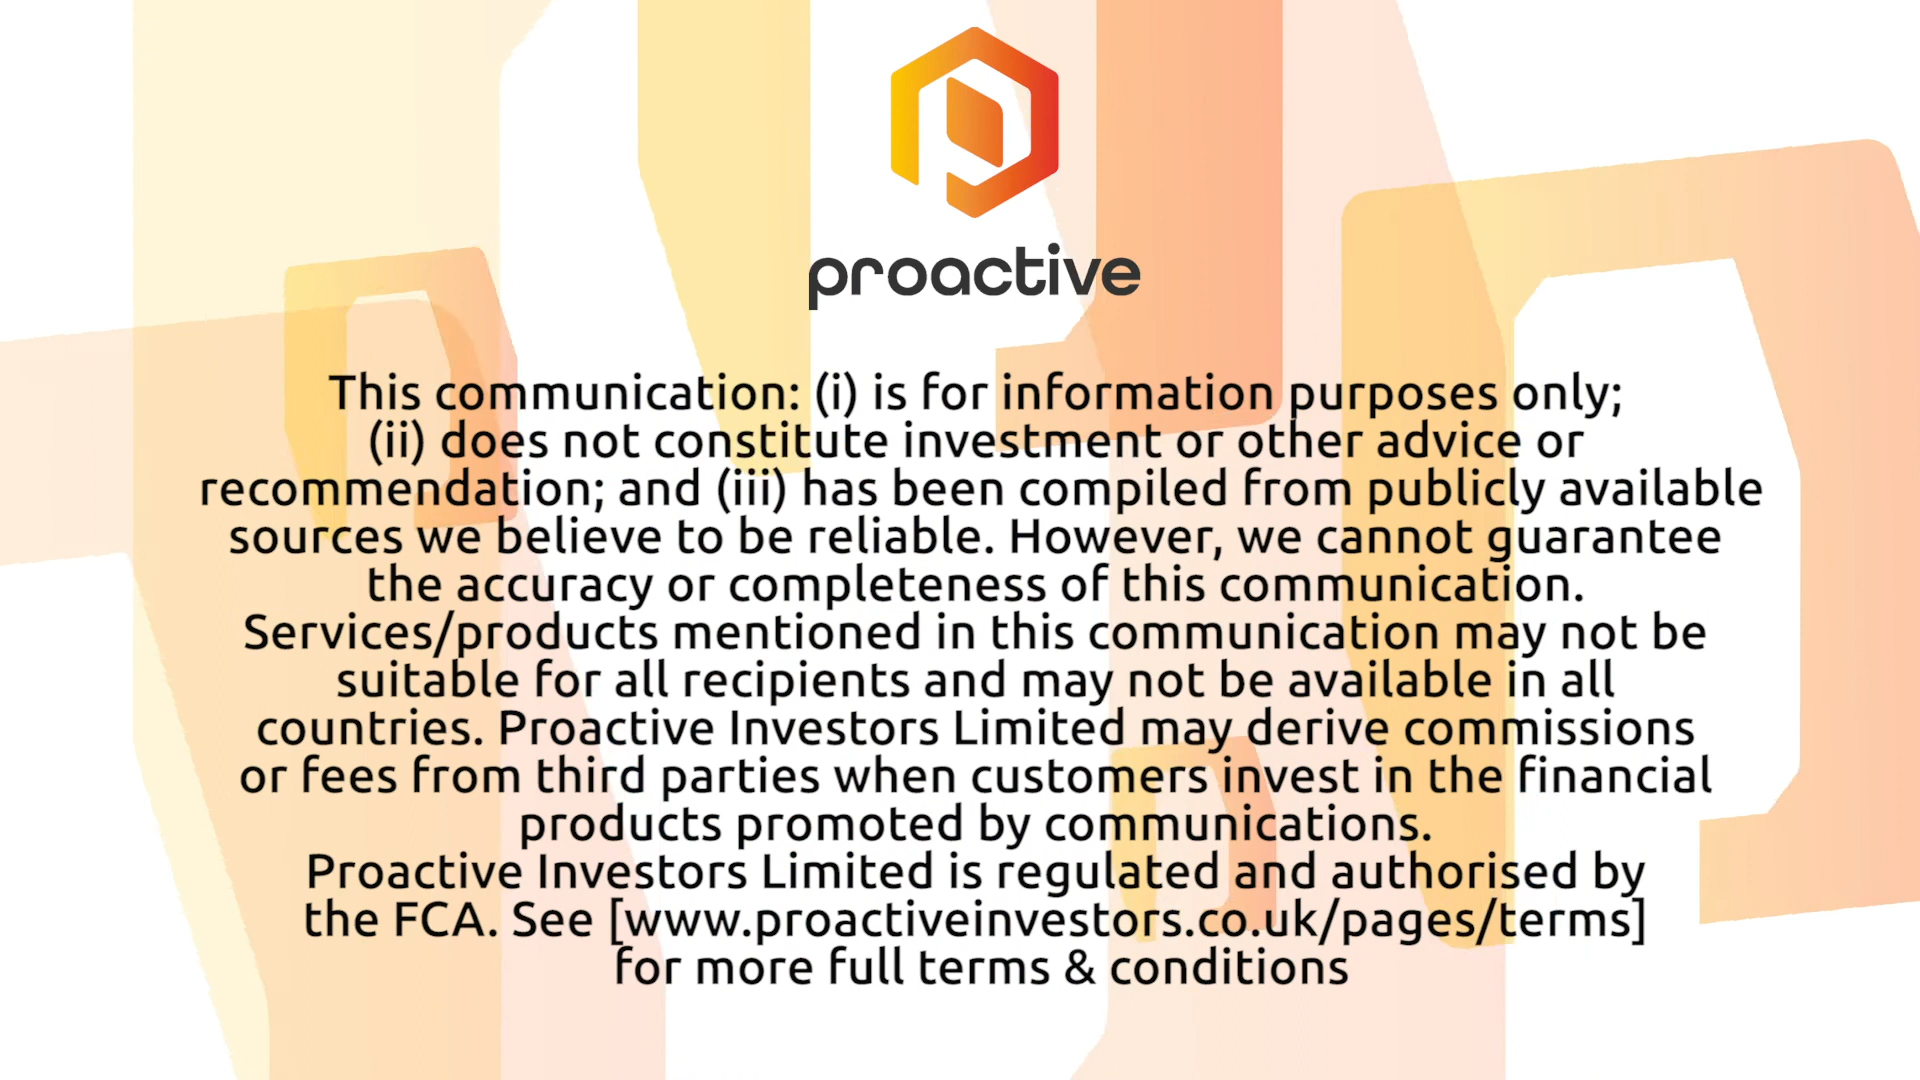 proactive
This communication: (i) is for information purposes only;
(ii) does not constitute investment or other advice or
recommendation; and (iii) has been compiled from publicly available
sources we believe to be reliable. However, we cannot guarantee
the accuracy or completeness of this communication.
Services/products mentioned in this communication may not be
suitable for all recipients and may not be available in all
countries. Proactive Investors Limited may derive commissions
or fees from third parties when customers invest in the financial
products promoted by communications.
Proactive Investors Limited is regulated and authorised by
the FCA. See [www.proactiveinvestors.co.uk/pages/terms]
for more full terms & conditions